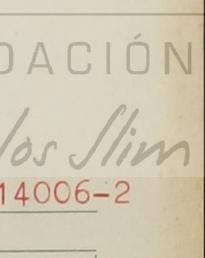 DACIÓN
los Slim
14006-2